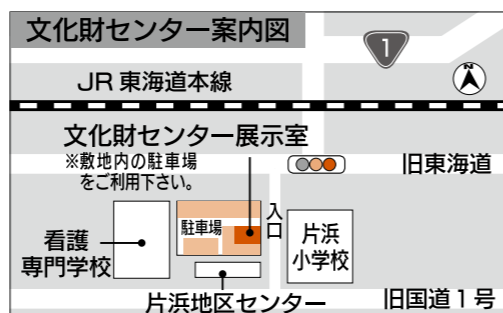 文化財センター案内図
1
JR東海道本線
N
文化財センター展示室
※敷地内の駐車場
をご利用下さい。
旧東海道
入口
駐車場
看護
専門学校
片浜
小学校
片浜地区センター
旧国道1号